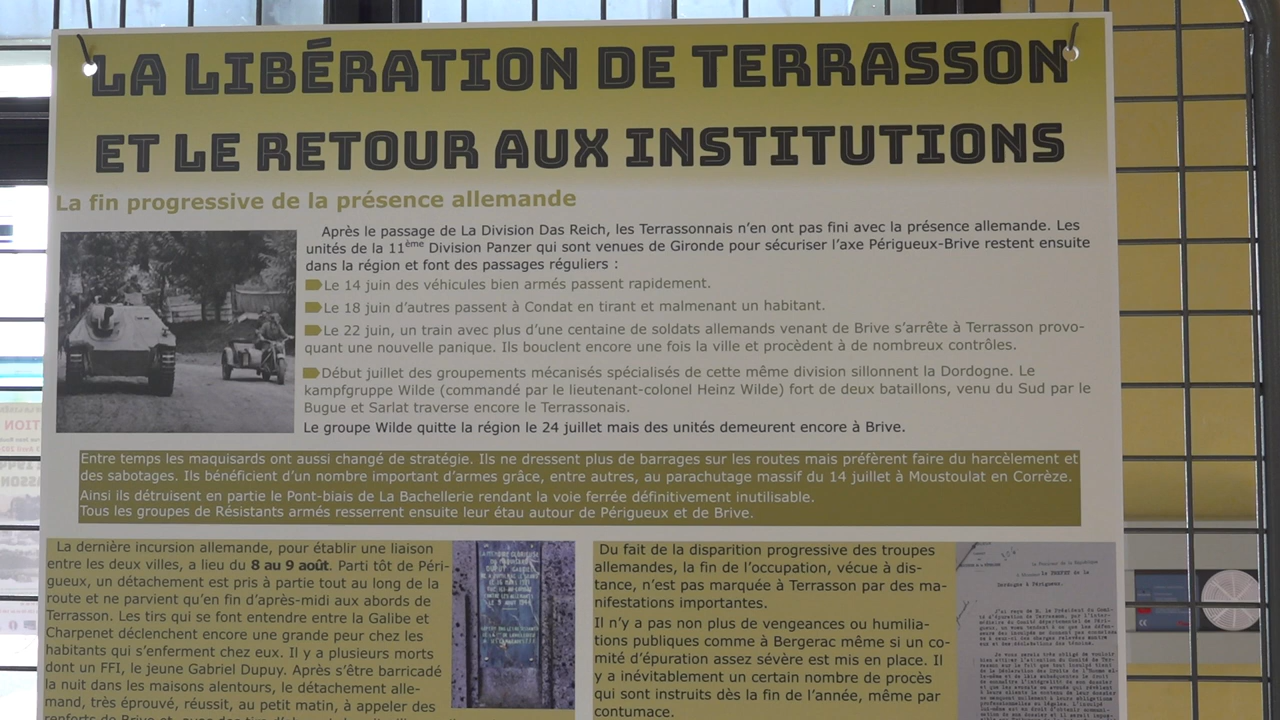 LA LIBÉRATION DE TERRASSON
ET LE RETOUR AUX INSTITUTIONS
La fin progressive de la présence allemande
Après le passage de La Division Das Reich, les Terrassonnais n'en ont pas fini avec la présence allemande. Les
unités de la 11ème Division Panzer qui sont venues de Gironde pour sécuriser l'axe Périgueux-Brive restent ensuite
dans la région et font des passages réguliers :
Le 14 juin des véhicules bien armés passent rapidement.
Le 18 juin d'autres passent à Condat en tirant et malmenant un habitant.
Le 22 juin, un train avec plus d'une centaine de soldats allemands venant de Brive s'arrête à Terrasson provo-
quant une nouvelle panique. Ils bouclent encore une fois la ville et procèdent à de nombreux contrôles.
Début juillet des groupements mécanisés spécialisés de cette même division sillonnent la Dordogne. Le
kampfgruppe Wilde (commandé par le lieutenant-colonel Heinz Wilde) fort de deux bataillons, venu du Sud par le
Bugue et Sarlat traverse encore le Terrassonais.
Le groupe Wilde quitte la région le 24 juillet mais des unités demeurent encore à Brive.
Entre temps les maquisards ont aussi changé de stratégie. Ils ne dressent plus de barrages sur les routes mais préfèrent faire du harcèlement et
des sabotages. Ils bénéficient d'un nombre important d'armes grâce, entre autres, au parachutage massif du 14 juillet à Moustoulat en Corrèze.
Ainsi ils détruisent en partie le Pont-biais de La Bachellerie rendant la voie ferrée définitivement inutilisable.
Tous les groupes de Résistants armés resserrent ensuite leur étau autour de Périgueux et de Brive.
La dernière incursion allemande, pour établir une liaison
entre les deux villes, a lieu du 8 au 9 août. Parti tôt de Péri-
gueux, un détachement est pris à partie tout au long de la
route et ne parvient qu'en fin d'après-midi aux abords de
Terrasson. Les tirs qui se font entendre entre la Galibe et
Charpenet déclenchent encore une grande peur chez les
habitants qui s'enferment chez eux. Il y a plusieurs morts
dont un FFI, le jeune Gabriel Dupuy. Après s'être barricadé
la nuit dans les maisons alentours, le détachement alle-
mand, très éprouvé, réussit, au petit matin, à appeler des
renforts de Brive et, avec des tirs
Du fait de la disparition progressive des troupes
allemandes, la fin de l'occupation, vécue à dis-
tance, n'est pas marquée à Terrasson par des ma-
nifestations importantes.
Il n'y a pas non plus de vengeances ou humilia-
tions publiques comme à Bergerac même si un co-
mité d'épuration assez sévère est mis en place. Il
y a inévitablement un certain nombre de procès
qui sont instruits dès la fin de l'année, même par
contumace.